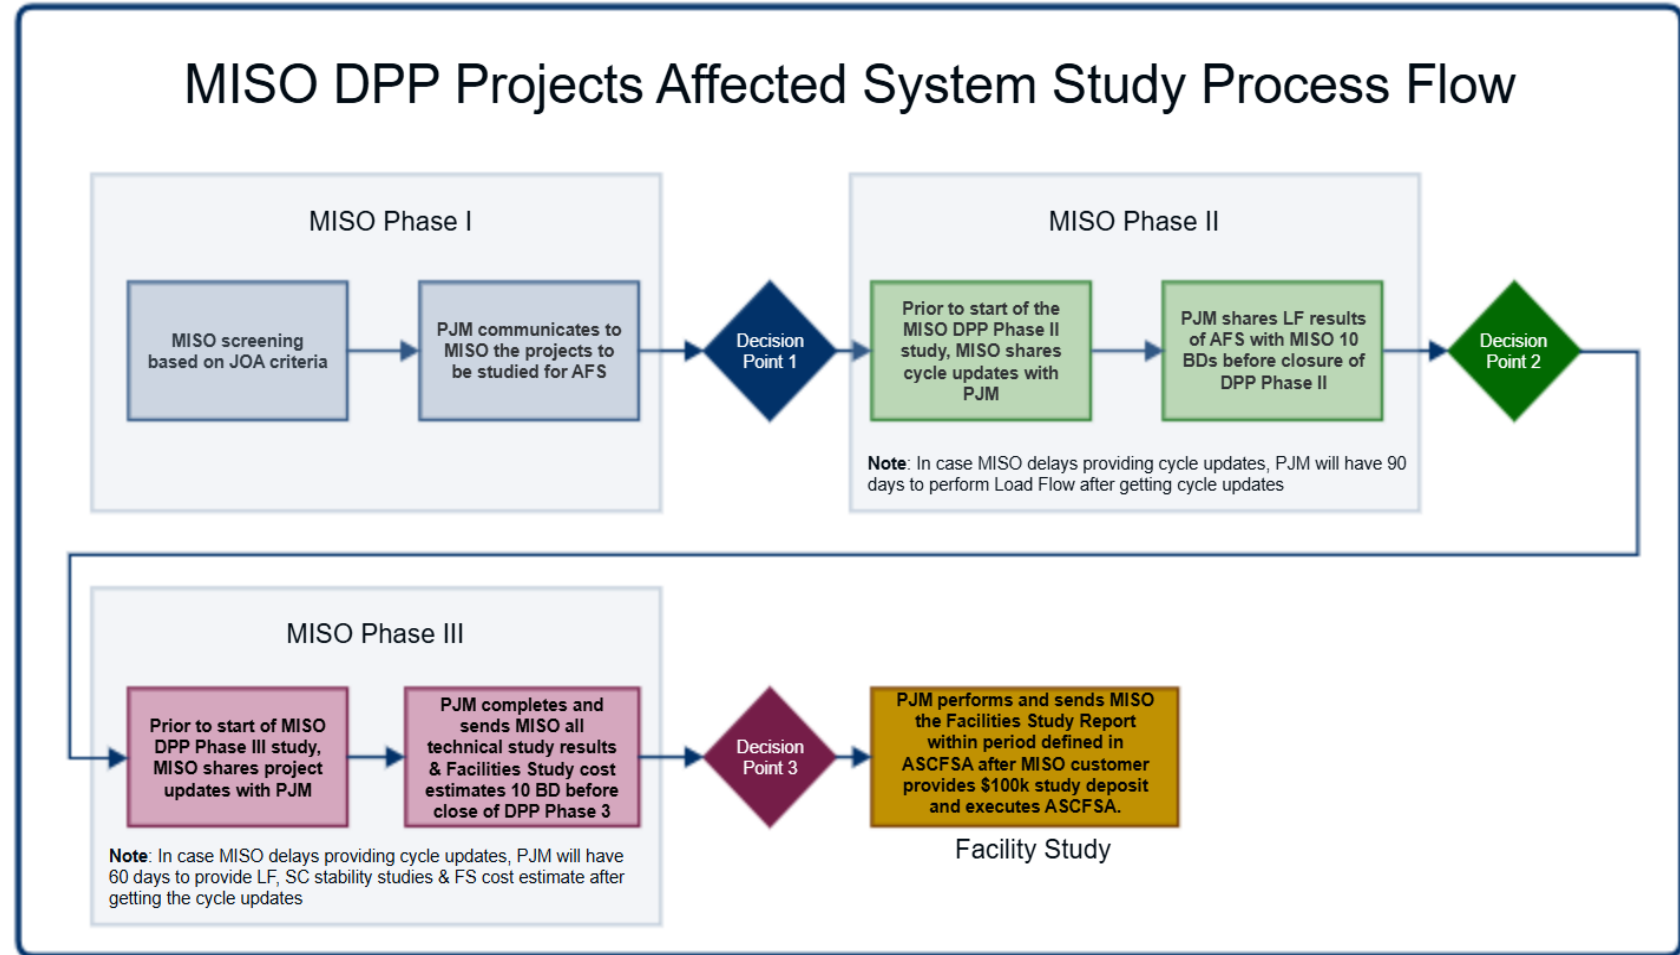 MISO DPP Projects Affected System Study Process Flow
MISO Phase I
MISO screening
based on JOA criteria
PJM communicates to
MISO the projects to
be studied for AFS
Decision
Point 1
MISO Phase II
Prior to start of the
MISO DPP Phase II
study, MISO shares
cycle updates with
PJM
PJM shares LF results
of AFS with MISO 10
BDs before closure of
DPP Phase II
Note: In case MISO delays providing cycle updates, PJM will have 90
days to perform Load Flow after getting cycle updates
Decision
Point 2
MISO Phase III
Prior to start of MISO
DPP Phase III study,
MISO shares project
updates with PJM
PJM completes and
sends MISO all
technical study results
& Facilities Study cost
estimates 10 BD before
close of DPP Phase 3
Note: In case MISO delays providing cycle updates, PJM will have
60 days to provide LF, SC stability studies & FS cost estimate after
getting the cycle updates
Decision
Point 3
PJM performs and sends MISO
the Facilities Study Report
within period defined in
ASCFSA after MISO customer
provides $100k study deposit
and executes ASCFSA.
Facility Study